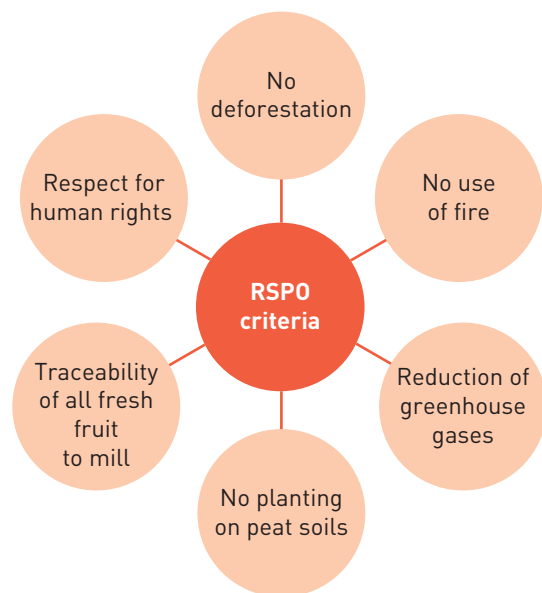 No
deforestation
Respect for
human rights
No use
of fire
RSPO
criteria
Traceability
of all fresh
fruit
to mill
Reduction of
greenhouse
gases
No planting
on peat soils